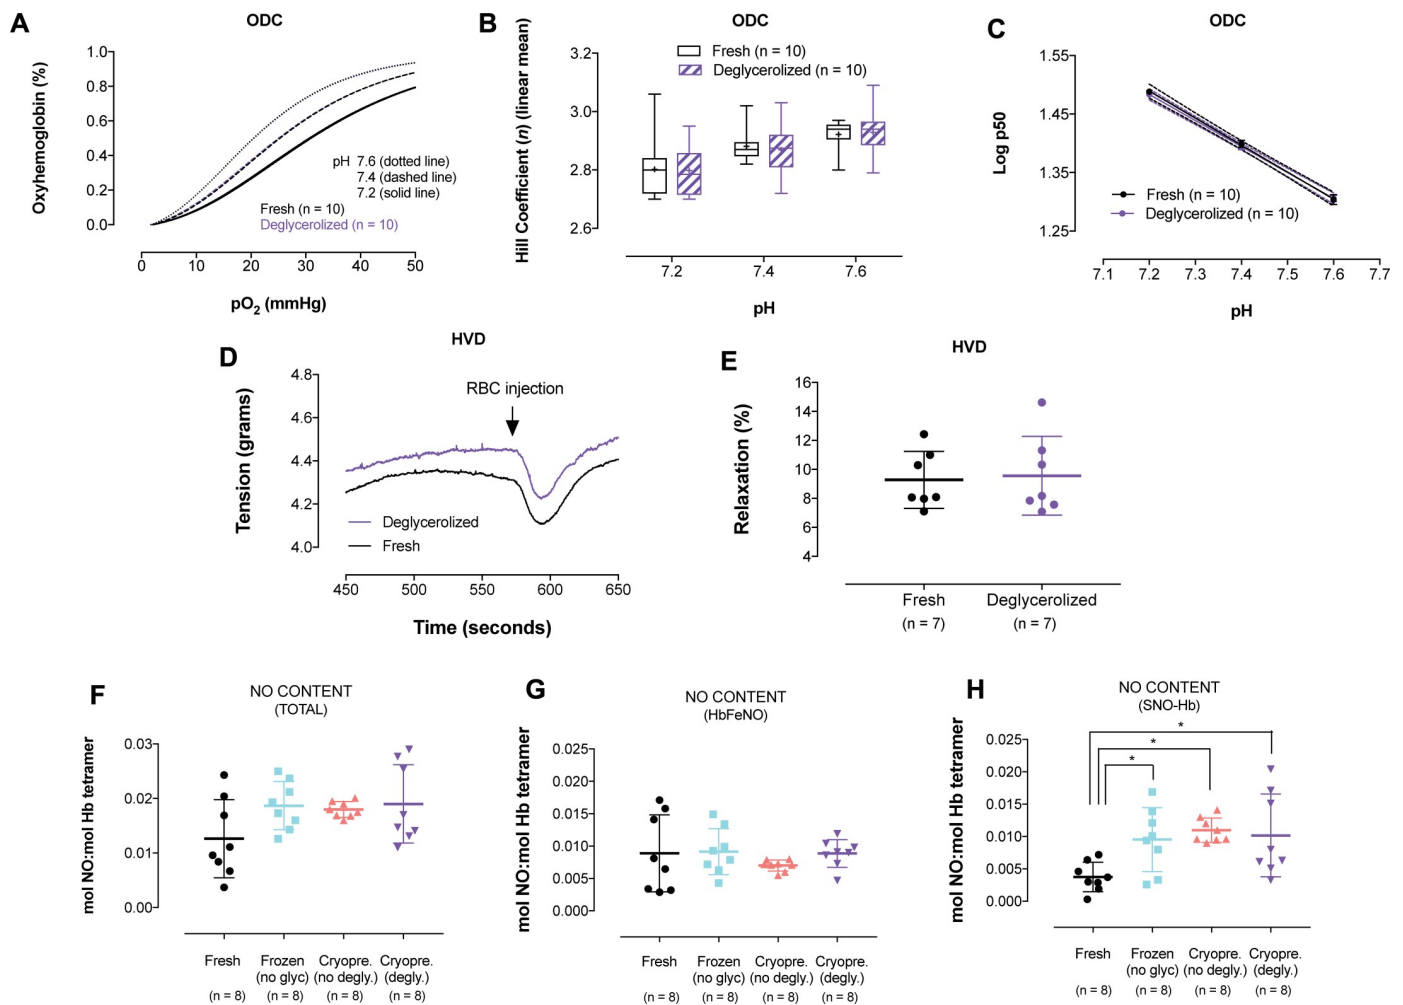 A
ODC
Oxyhemoglobin (%)
1.0
0.8
0.6
0.4
0.2
0.0
pH 7.6 (dotted line)
7.4 (dashed line)
7.2 (solid line)
Fresh (n = 10)
Deglycerolized (n = 10)
0 10 20 30 40 50
pO2 (mmHg)
B
ODC
Hill Coefficient (n) (linear mean)
3.2
3.0
2.8
2.6
Fresh (n = 10)
Deglycerolized (n = 10)
7.2 7.4 7.6
pH
C
ODC
Log p50
1.55
1.45
1.35
1.25
Fresh (n = 10)
Deglycerolized (n = 10)
7.1 7.2 7.3 7.4 7.5 7.6 7.7
pH
D
HVD
Tension (grams)
4.8
4.6
4.4
4.2
4.0
RBC injection
Deglycerolized
Fresh
450 500 550 600 650
Time (seconds)
E
HVD
Relaxation (%)
16
14
12
10
8
6
4
Fresh Deglycerolized
(n = 7) (n = 7)
F
NO CONTENT
(TOTAL)
mol NO:mol Hb tetramer
0.03
0.02
0.01
0.00
Fresh Frozen Cryopre. Cryopre.
(no glyc) (no degly.) (degly.)
(n = 8) (n = 8) (n = 8) (n = 8)
G
NO CONTENT
(HbFeNO)
mol NO:mol Hb tetramer
0.025
0.020
0.015
0.010
0.005
0.000
Fresh Frozen Cryopre. Cryopre.
(no glyc) (no degly.) (degly.)
(n = 8) (n = 8) (n = 8) (n = 8)
H
NO CONTENT
(SNO-Hb)
mol NO:mol Hb tetramer
0.025
0.020
0.015
0.010
0.005
0.000
*
*
*
Fresh Frozen Cryopre. Cryopre.
(no glyc) (no degly.) (degly.)
(n = 8) (n = 8) (n = 8) (n = 8)